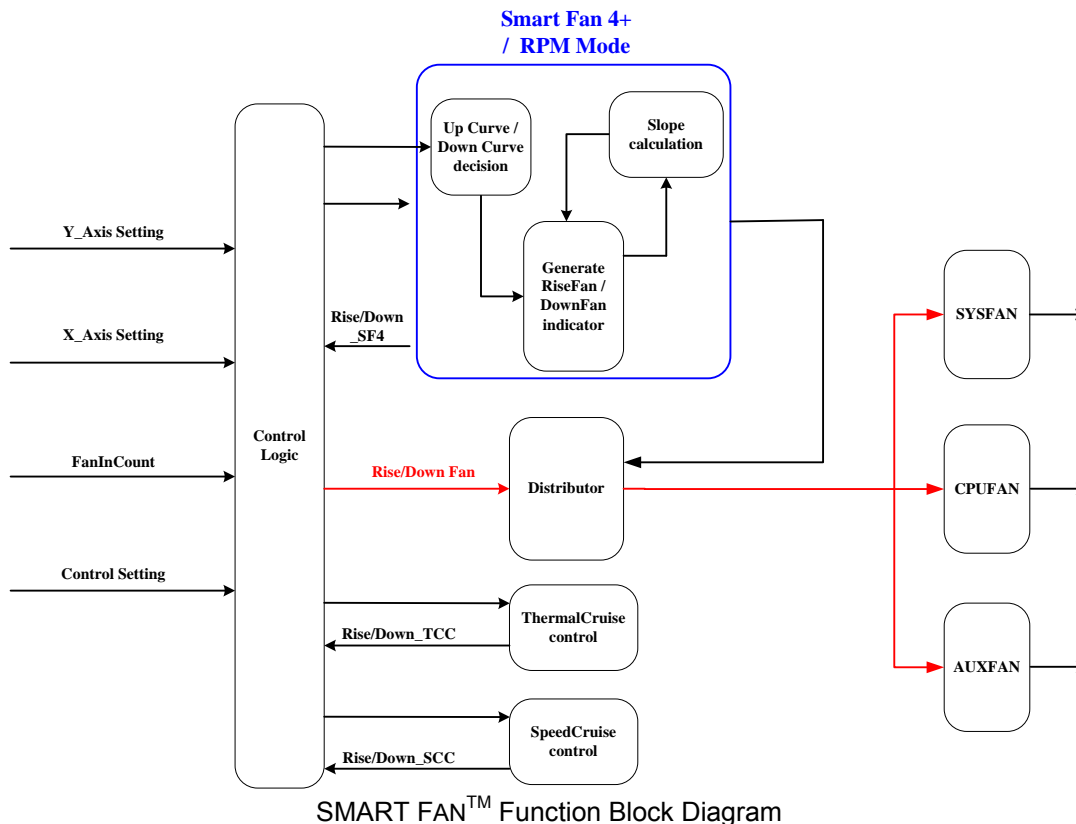 Smart Fan 4+
/ RPM Mode
Up Curve /
Down Curve
decision
Slope
calculation
Generate
RiseFan /
DownFan
indicator
Y_Axis Setting
X_Axis Setting
FanInCount
Control Setting
Control
Logic
Rise/Down
_SF4
Rise/Down Fan
Distributor
Rise/Down_TCC
ThermalCruise
control
Rise/Down_SCC
SpeedCruise
control
SYSFAN
CPUFAN
AUXFAN
SMART FAN™ Function Block Diagram